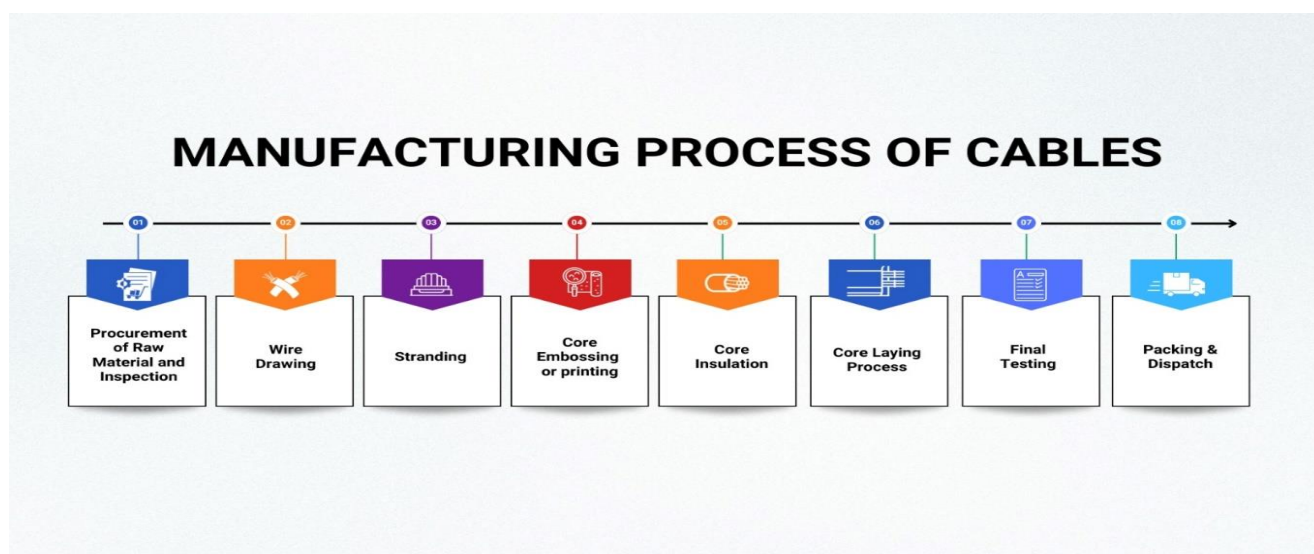 MANUFACTURING PROCESS OF CABLES
01
02
03
04
05
06
07
08
Procurement
of Raw
Material and
Inspection
Wire
Drawing
Stranding
Core
Embossing
or printing
Core
Insulation
Core Laying
Process
Final
Testing
Packing &
Dispatch